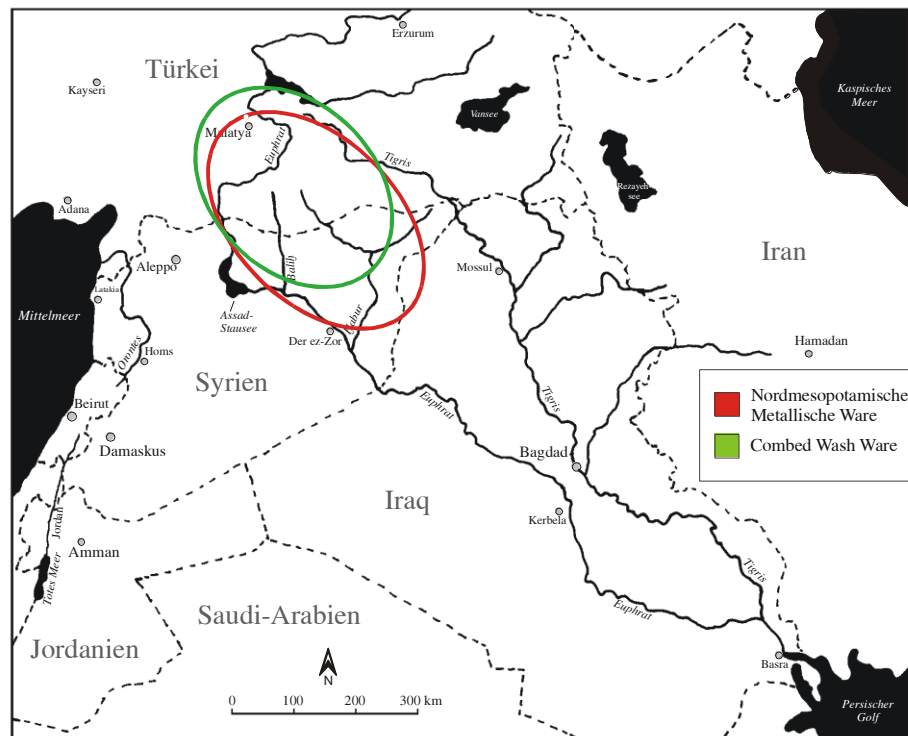 Erzurum
Türkei
Kayseri
Kaspisches
Meer
Vansee
Malatya
Euphrat
Tigris
Rezayeh
see
Adana
Iran
Aleppo
Mossul
Balih
Latakia
Mittelmeer
Assad-
Stausee
Habur
Der ez-Zor
Orontes
Homs
Hamadan
Syrien
Beirut
Euphrat
Tigris
Nordmesopotamische
Metallische Ware
Combed Wash Ware
Damaskus
Bagdad
Iraq
Kerbela
Jordan
Amman
Totes Meer
Tigris
Euphrat
Saudi-Arabien
Jordanien
N
Basra
0 100 200 300 km
Persischer
Golf